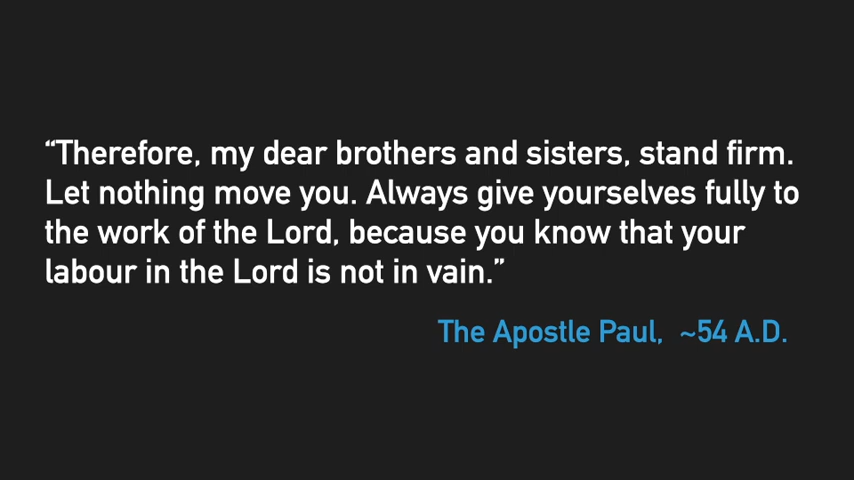 “Therefore, my dear brothers and sisters, stand firm.
Let nothing move you. Always give yourselves fully to
the work of the Lord, because you know that your
labour in the Lord is not in vain.”
The Apostle Paul, ~54 A.D.